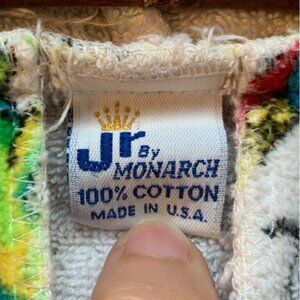 Jr By
MONARCH
100% COTTON
MADE IN U.S.A.